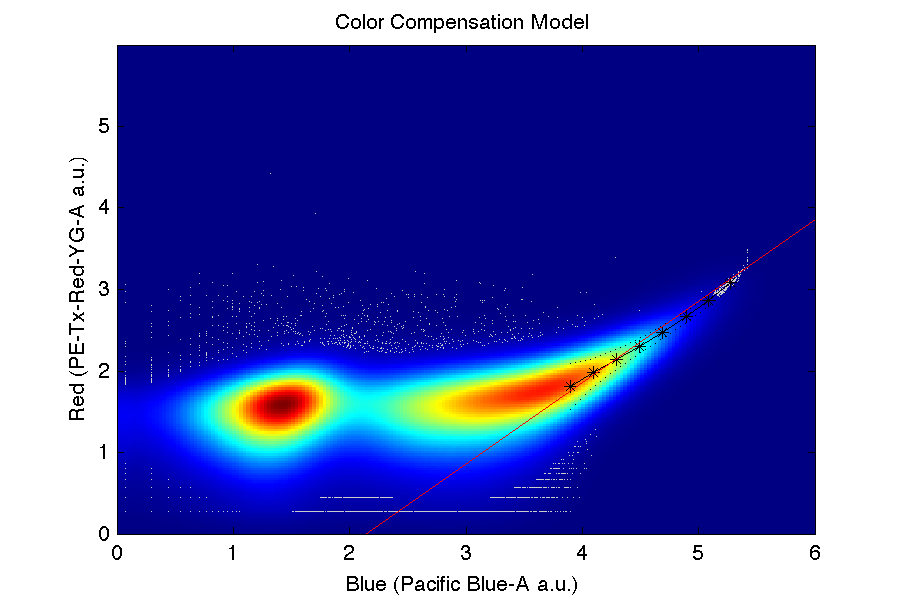 Color Compensation Model
Red (PE-Tx-Red-YG-A a.u.)
5
4
3
2
1
0
0 1 2 3 4 5 6
Blue (Pacific Blue-A a.u.)